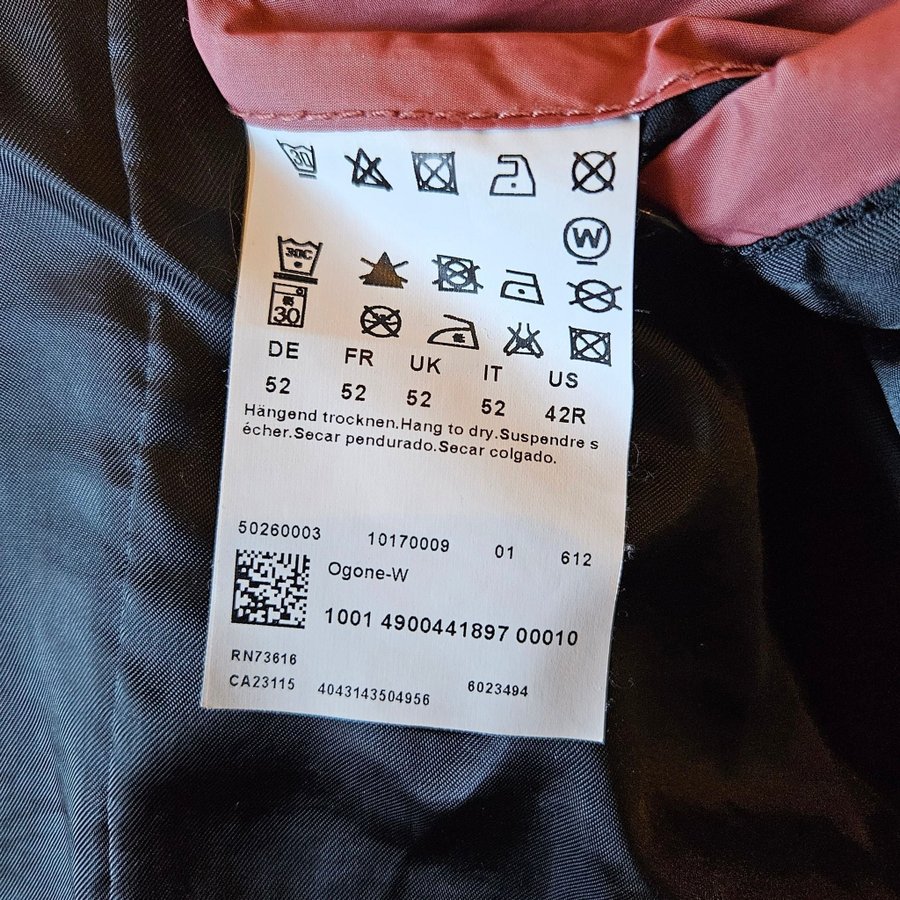 30
W
30C
30
DE FR UK IT US
52 52 52 52 42R
Hängend trocknen.Hang to dry.Suspendre s
écher.Secar pendurado.Secar colgado.
50260003 10170009 01 612
Ogone-W
1001 4900441897 00010
RN73616
CA23115 4043143504956 6023494